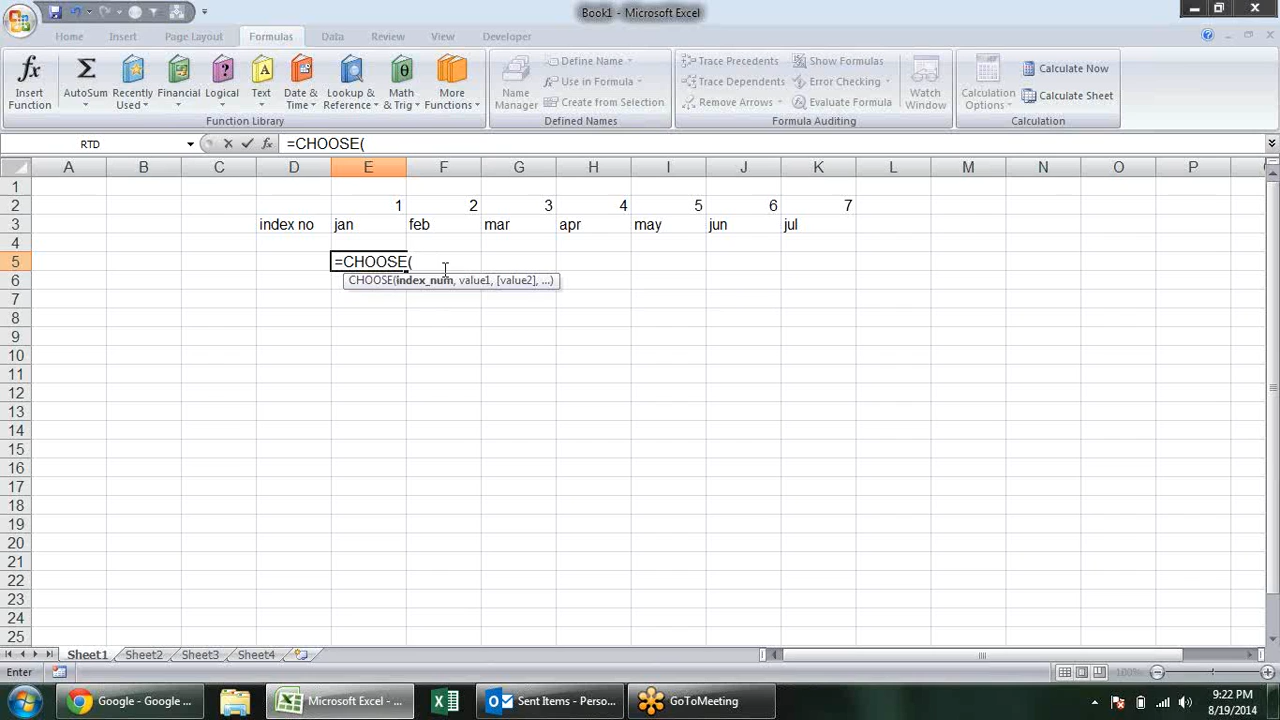 Book1 - Microsoft Excel
Home Insert Page Layout Formulas Data Review View Developer
fx Σ A θ
Insert Function
AutoSum
Recently Used
Financial
Logical
Text
Date & Time
Lookup & Reference
Math & Trig
More Functions
Function Library
Name Manager
Define Name
Use in Formula
Create from Selection
Defined Names
Trace Precedents
Trace Dependents
Remove Arrows
Show Formulas
Error Checking
Evaluate Formula
Formula Auditing
Watch Window
Calculation Options
Calculate Now
Calculate Sheet
Calculation
RTD fx =CHOOSE(
A B C D E F G H I J K L M N O P
1
2 1 2 3 4 5 6 7
3 index no jan feb mar apr may jun jul
4
5 =CHOOSE(
6 CHOOSE(index_num, value1, [value2], ...)
7
8
9
10
11
12
13
14
15
16
17
18
19
20
21
22
23
24
25
Sheet1 Sheet2 Sheet3 Sheet4
Enter 100%
Google - Google ... Microsoft Excel - ... Sent Items - Perso... GoToMeeting
9:22 PM
8/19/2014